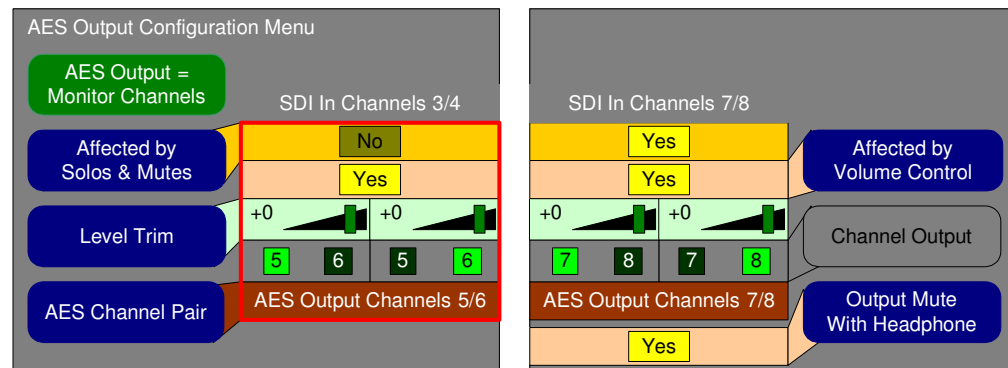 AES Output Configuration Menu
AES Output =
Monitor Channels
SDI In Channels 3/4
SDI In Channels 7/8
Affected by
Solos & Mutes
No
Yes
Affected by
Volume Control
Yes
Yes
Level Trim
+0
+0
+0
+0
Channel Output
5
6
5
6
7
8
7
8
AES Channel Pair
AES Output Channels 5/6
AES Output Channels 7/8
Output Mute
With Headphone
Yes